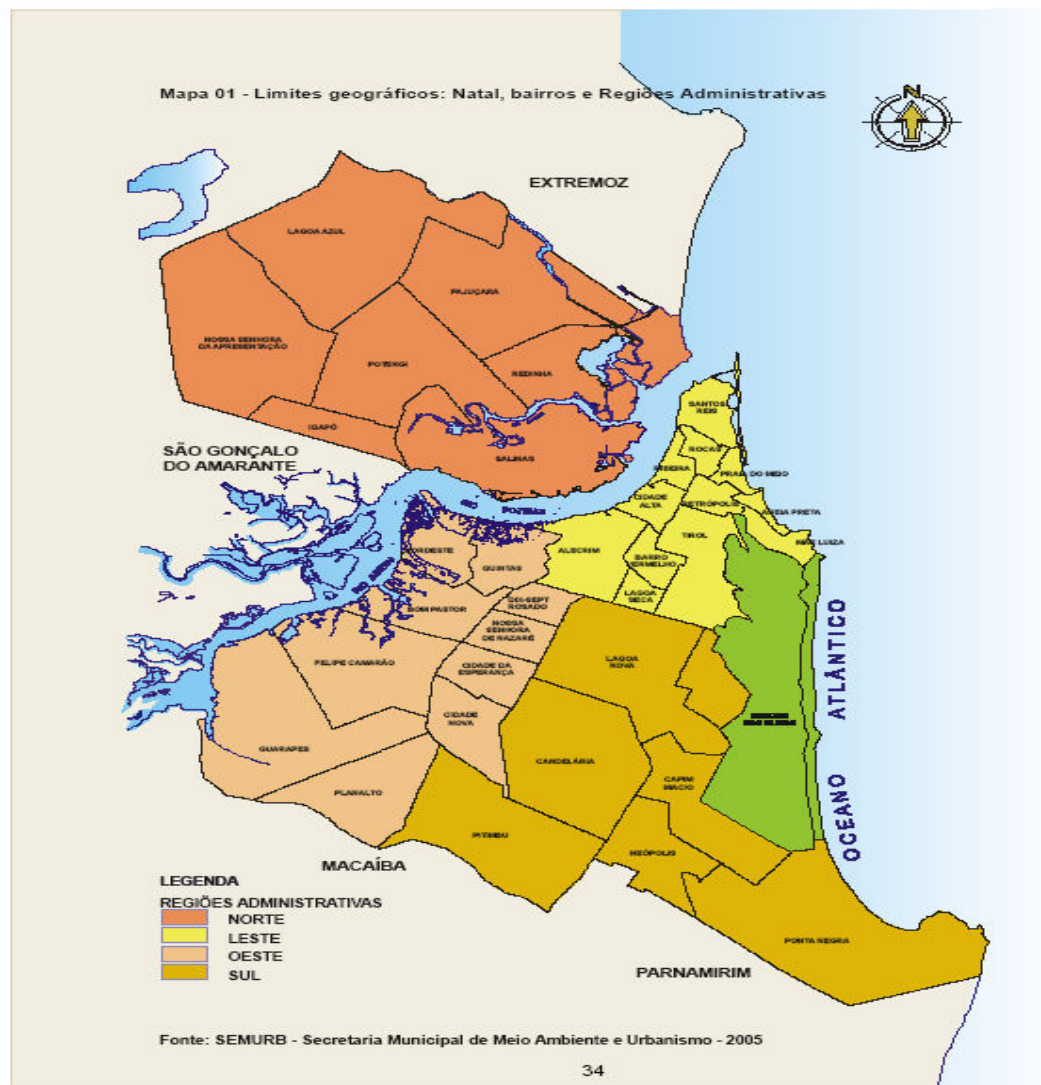 Mapa 01 - Limites geográficos: Natal, bairros e Regiões Administrativas
N
EXTREMOZ
LAGOA AZUL
PAJUÇARA
NOSSA SENHORA
DA APRESENTAÇÃO
POTENGI
REDINHA
IGAPÓ
SALINAS
SÃO GONÇALO
DO AMARANTE
SANTOS
REIS
ROCAS
RIBEIRA
PRAIA DO MEIO
CIDADE
ALTA
PETRÓPOLIS
AREIA PRETA
TIROL
MÃE LUIZA
ALECRIM
BARRO
VERMELHO
LAGOA
SECA
RIO
POTENGI
NORDESTE
QUINTAS
DIX-SEPT
ROSADO
BOM PASTOR
NOSSA
SENHORA
DE NAZARÉ
FELIPE CAMARÃO
CIDADE DA
ESPERANÇA
CIDADE
NOVA
GUARAPES
PLANALTO
LAGOA
NOVA
CANDELÁRIA
CAPIM
MACIO
PITIMBU
NEÓPOLIS
PONTA NEGRA
OCEANO ATLÂNTICO
MACAÍBA
PARNAMIRIM
LEGENDA
REGIÕES ADMINISTRATIVAS
NORTE
LESTE
OESTE
SUL
Fonte: SEMURB - Secretaria Municipal de Meio Ambiente e Urbanismo - 2005
34